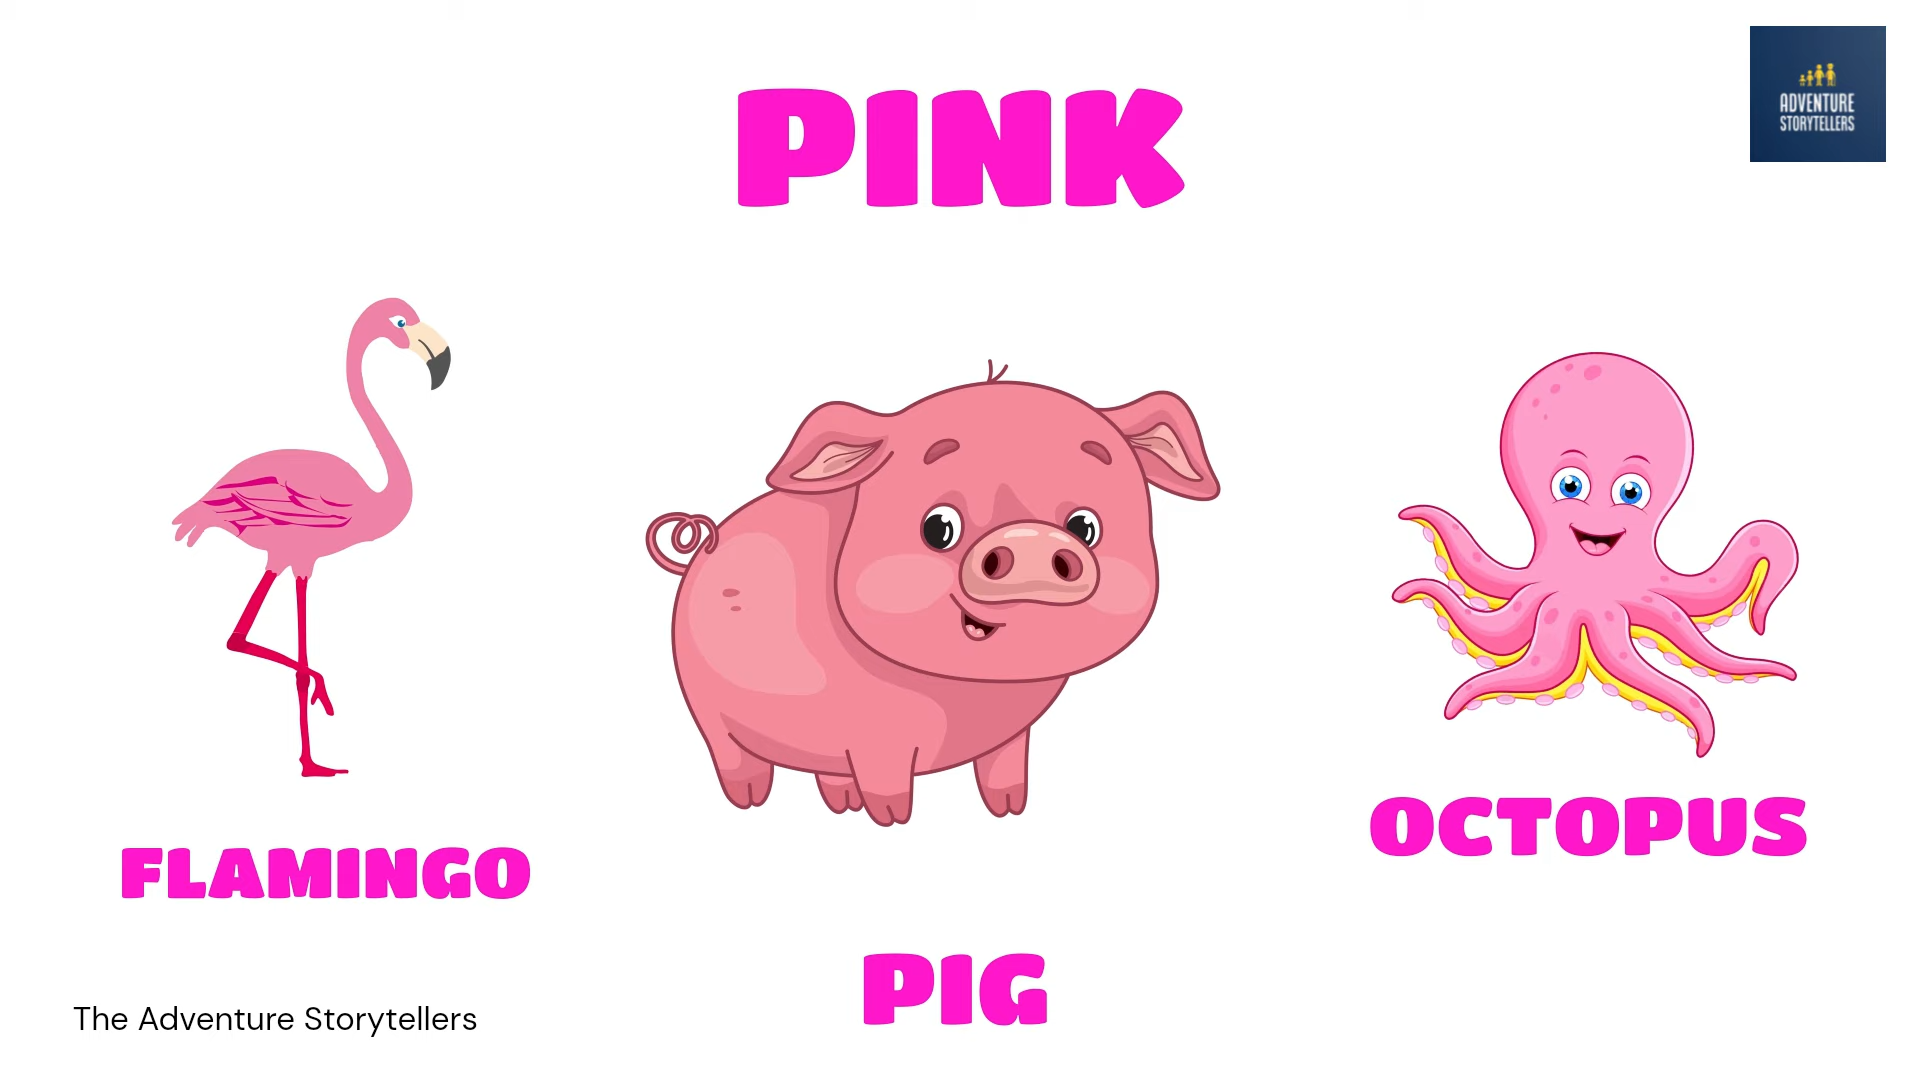 PINK
ADVENTURE
STORYTELLERS
FLAMINGO
PIG
OCTOPUS
The Adventure Storytellers